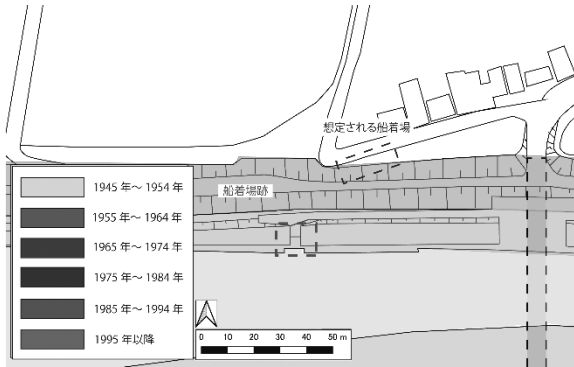 想定される船着場
船着場跡
1945 年～ 1954 年
1955 年～ 1964 年
1965 年～ 1974 年
1975 年～ 1984 年
1985 年～ 1994 年
1995 年以降
0 10 20 30 40 50 m